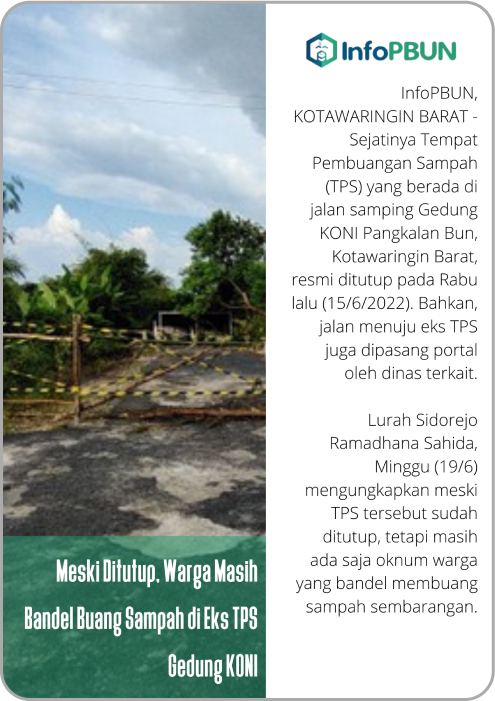 InfoPBUN
InfoPBUN,
KOTAWARINGIN BARAT -
Sejatinya Tempat
Pembuangan Sampah
(TPS) yang berada di
jalan samping Gedung
KONI Pangkalan Bun,
Kotawaringin Barat,
resmi ditutup pada Rabu
lalu (15/6/2022). Bahkan,
jalan menuju eks TPS
juga dipasang portal
oleh dinas terkait.
Lurah Sidorejo
Ramadhana Sahida,
Minggu (19/6)
mengungkapkan meski
TPS tersebut sudah
ditutup, tetapi masih
ada saja oknum warga
yang bandel membuang
sampah sembarangan.
Meski Ditutup, Warga Masih
Bandel Buang Sampah di Eks TPS
Gedung KONI